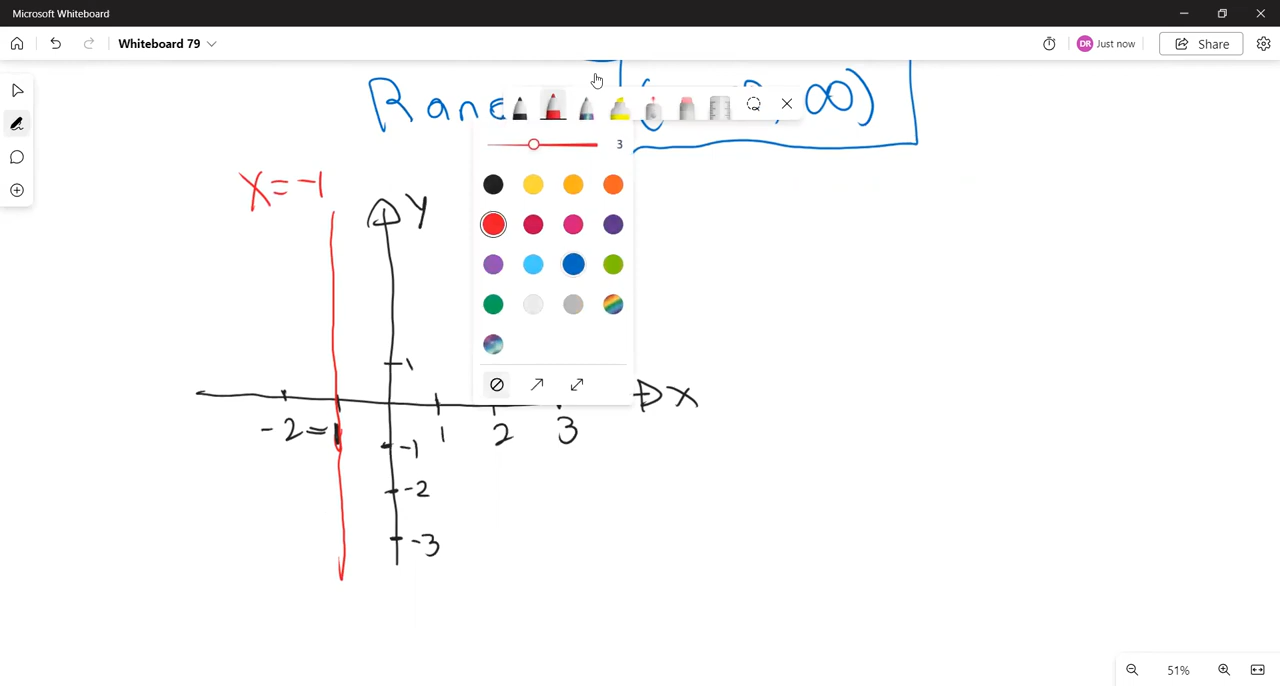 Microsoft Whiteboard
Whiteboard 79
DR Just now
Share
∞)
3
x = -1
Y
1
X
-2 -1 1 2 3
-1
-2
-3
51%